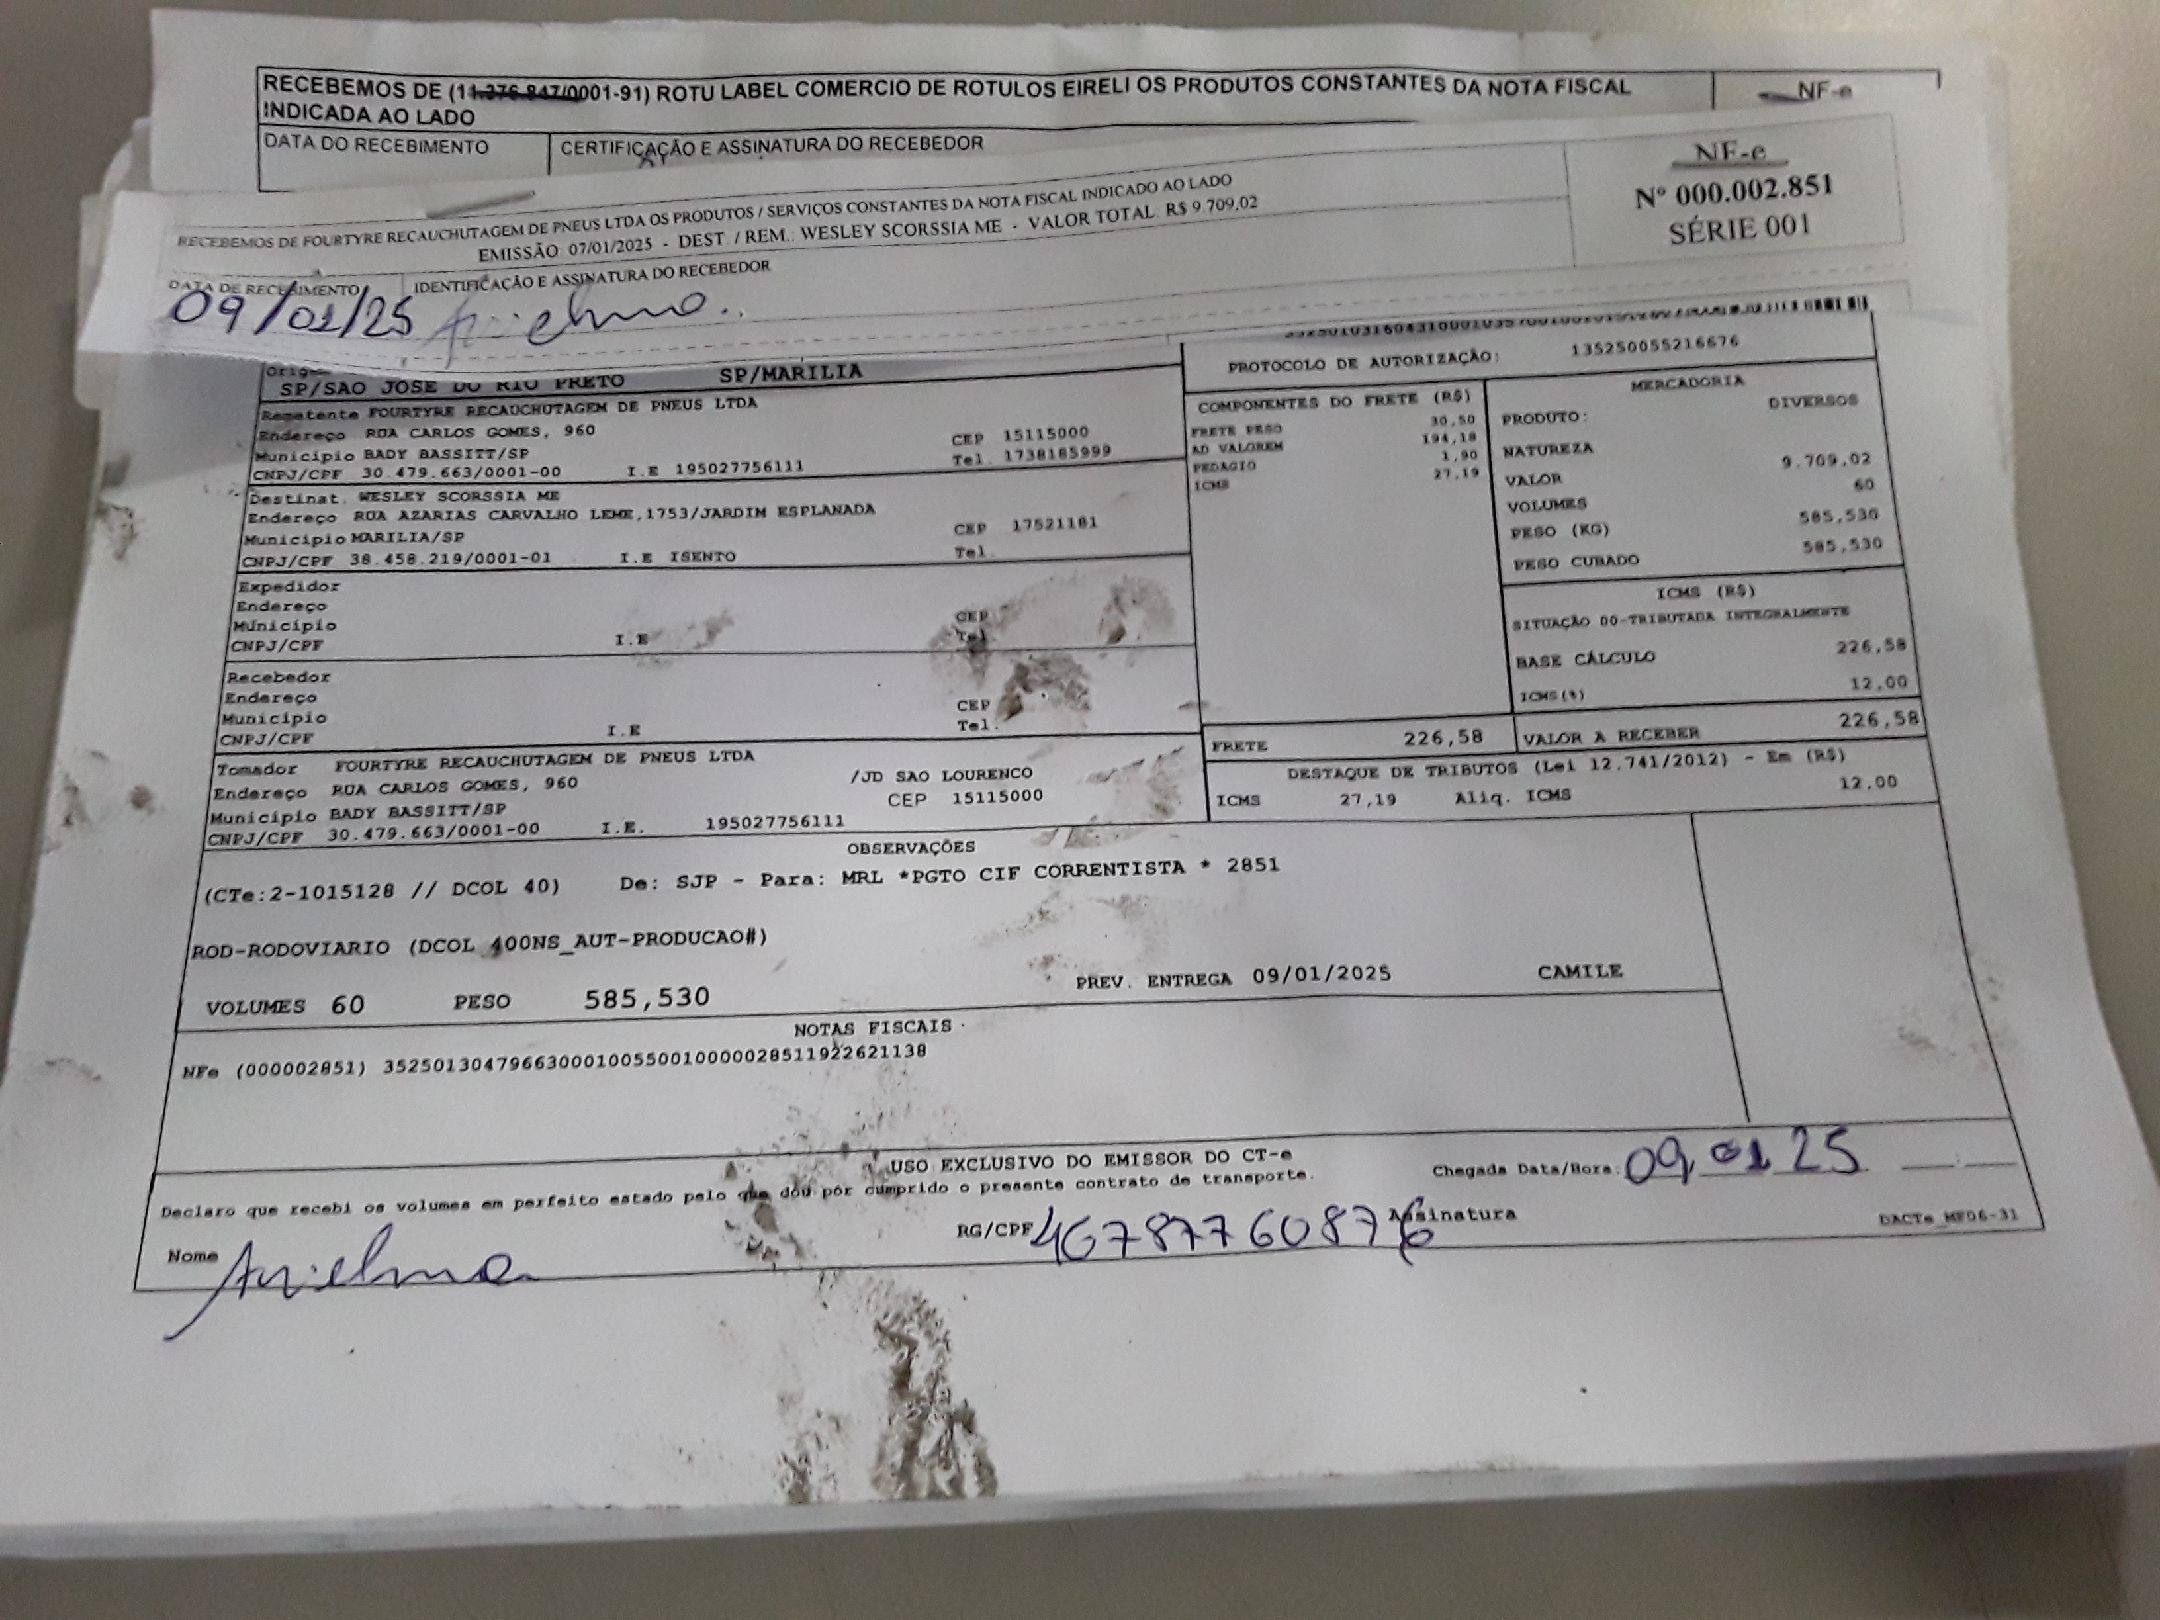 RECEBEMOS DE (11.376.847/0001-91) ROTU LABEL COMERCIO DE ROTULOS EIRELI OS PRODUTOS CONSTANTES DA NOTA FISCAL
INDICADA AO LADO
NF-e
DATA DO RECEBIMENTO CERTIFICAÇÃO E ASSINATURA DO RECEBEDOR
RECEBEMOS DE FOURTYRE RECAUCHUTAGEM DE PNEUS LTDA OS PRODUTOS / SERVIÇOS CONSTANTES DA NOTA FISCAL INDICADO AO LADO
EMISSÃO 07/01/2025 - DEST. / REM.: WESLEY SCORSSIA ME - VALOR TOTAL: R$ 9.709,02
NF-e
Nº 000.002.851
SÉRIE 001
DATA DE RECEBIMENTO IDENTIFICAÇÃO E ASSINATURA DO RECEBEDOR
09/01/25
SP/SAO JOSE DO RIO PRETO SP/MARILIA
PROTOCOLO DE AUTORIZAÇÃO: 135250055216676
Remetente FOURTYRE RECAUCHUTAGEM DE PNEUS LTDA
Endereço RUA CARLOS GOMES, 960 CEP 15115000
Município BADY BASSITT/SP Tel. 1738185999
CNPJ/CPF 30.479.663/0001-00 I.E 195027756111
Destinat. WESLEY SCORSSIA ME
Endereço RUA AZARIAS CARVALHO LEME,1753/JARDIM ESPLANADA
CEP 17521181
Município MARILIA/SP Tel.
CNPJ/CPF 38.458.219/0001-01 I.E ISENTO
Expedidor
Endereço CEP
Município Tel
CNPJ/CPF I.E
Recebedor
Endereço CEP
Município Tel.
CNPJ/CPF I.E
Tomador FOURTYRE RECAUCHUTAGEM DE PNEUS LTDA
Endereço RUA CARLOS GOMES, 960 /JD SAO LOURENCO
Município BADY BASSITT/SP CEP 15115000
CNPJ/CPF 30.479.663/0001-00 I.E. 195027756111
COMPONENTES DO FRETE (R$)
FRETE PESO 30,50
AD VALOREM 194,18
PEDAGIO 1,90
ICMS 27,19
MERCADORIA
PRODUTO: DIVERSOS
NATUREZA
VALOR 9.709,02
VOLUMES 60
PESO (KG) 585,530
PESO CUBADO 585,530
ICMS (R$)
SITUAÇÃO 00-TRIBUTADA INTEGRALMENTE
BASE CÁLCULO 226,58
ICMS(%) 12,00
FRETE 226,58 VALOR A RECEBER 226,58
DESTAQUE DE TRIBUTOS (Lei 12.741/2012) - Em (R$)
ICMS 27,19 Aliq. ICMS 12.00
OBSERVAÇÕES
(CTe:2-1015128 // DCOL 40) De: SJP - Para: MRL *PGTO CIF CORRENTISTA * 2851
ROD-RODOVIARIO (DCOL 400NS_AUT-PRODUCAO#)
VOLUMES 60 PESO 585,530 PREV. ENTREGA 09/01/2025 CAMILE
NOTAS FISCAIS
NFe (000002851) 35250130479663000100550010000028511922621138
USO EXCLUSIVO DO EMISSOR DO CT-e
Declaro que recebi os volumes em perfeito estado pelo que dou por cumprido o presente contrato de transporte.
Chegada Data/Hora: 09 01 25
Nome
RG/CPF 46787760876 Assinatura
DACTe_MF06-31